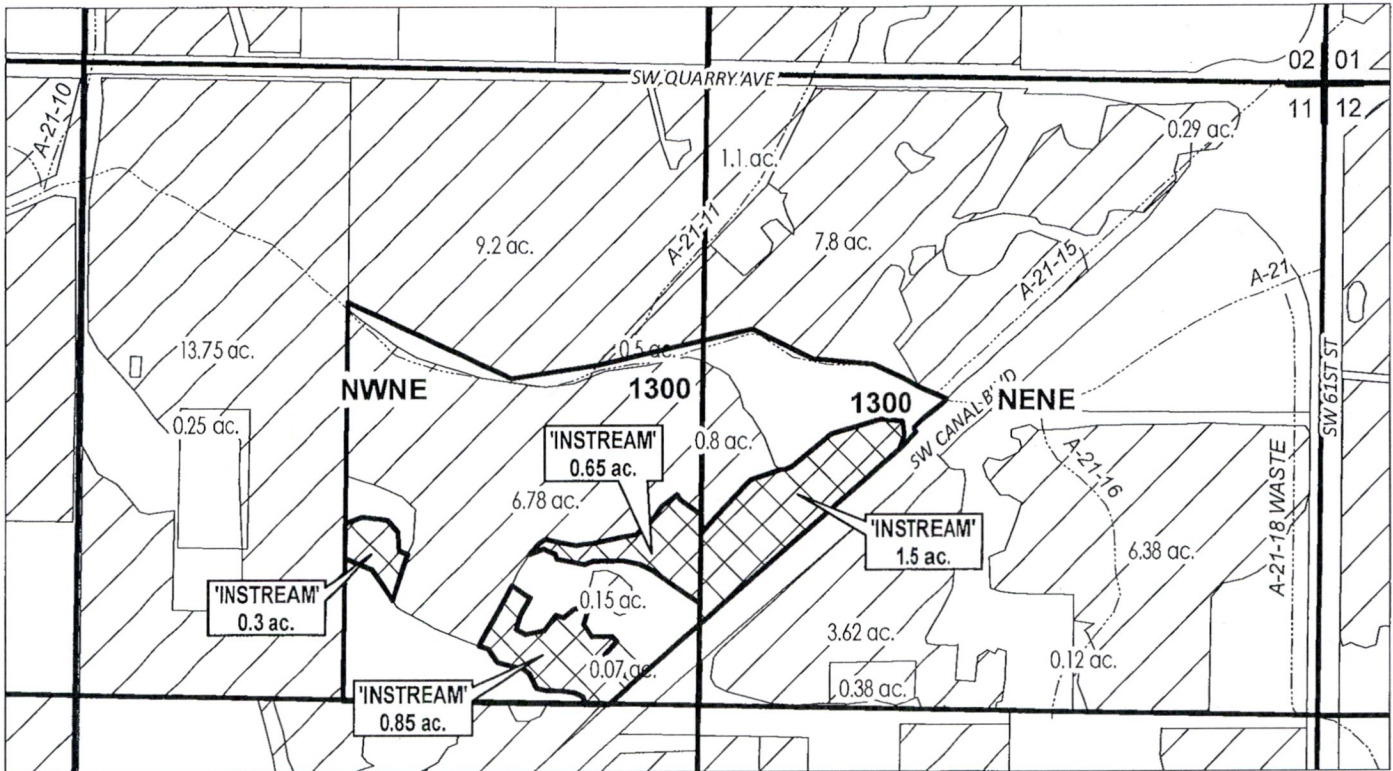 02 01
SW QUARRY AVE
11 12
A-21-10
0.29 ac.
1.1 ac.
A-21-11
9.2 ac.
7.8 ac.
A-21-15
A-21
13.75 ac.
0.5 ac.
NWNE
1300
1300
NENE
SW 61ST ST
SW CANAL BLVD
0.25 ac.
'INSTREAM'
0.65 ac.
0.8 ac.
A-21-16
6.78 ac.
'INSTREAM'
1.5 ac.
6.38 ac.
A-21-18 WASTE
'INSTREAM'
0.3 ac.
0.15 ac.
3.62 ac.
0.12 ac.
0.07 ac.
0.38 ac.
'INSTREAM'
0.85 ac.